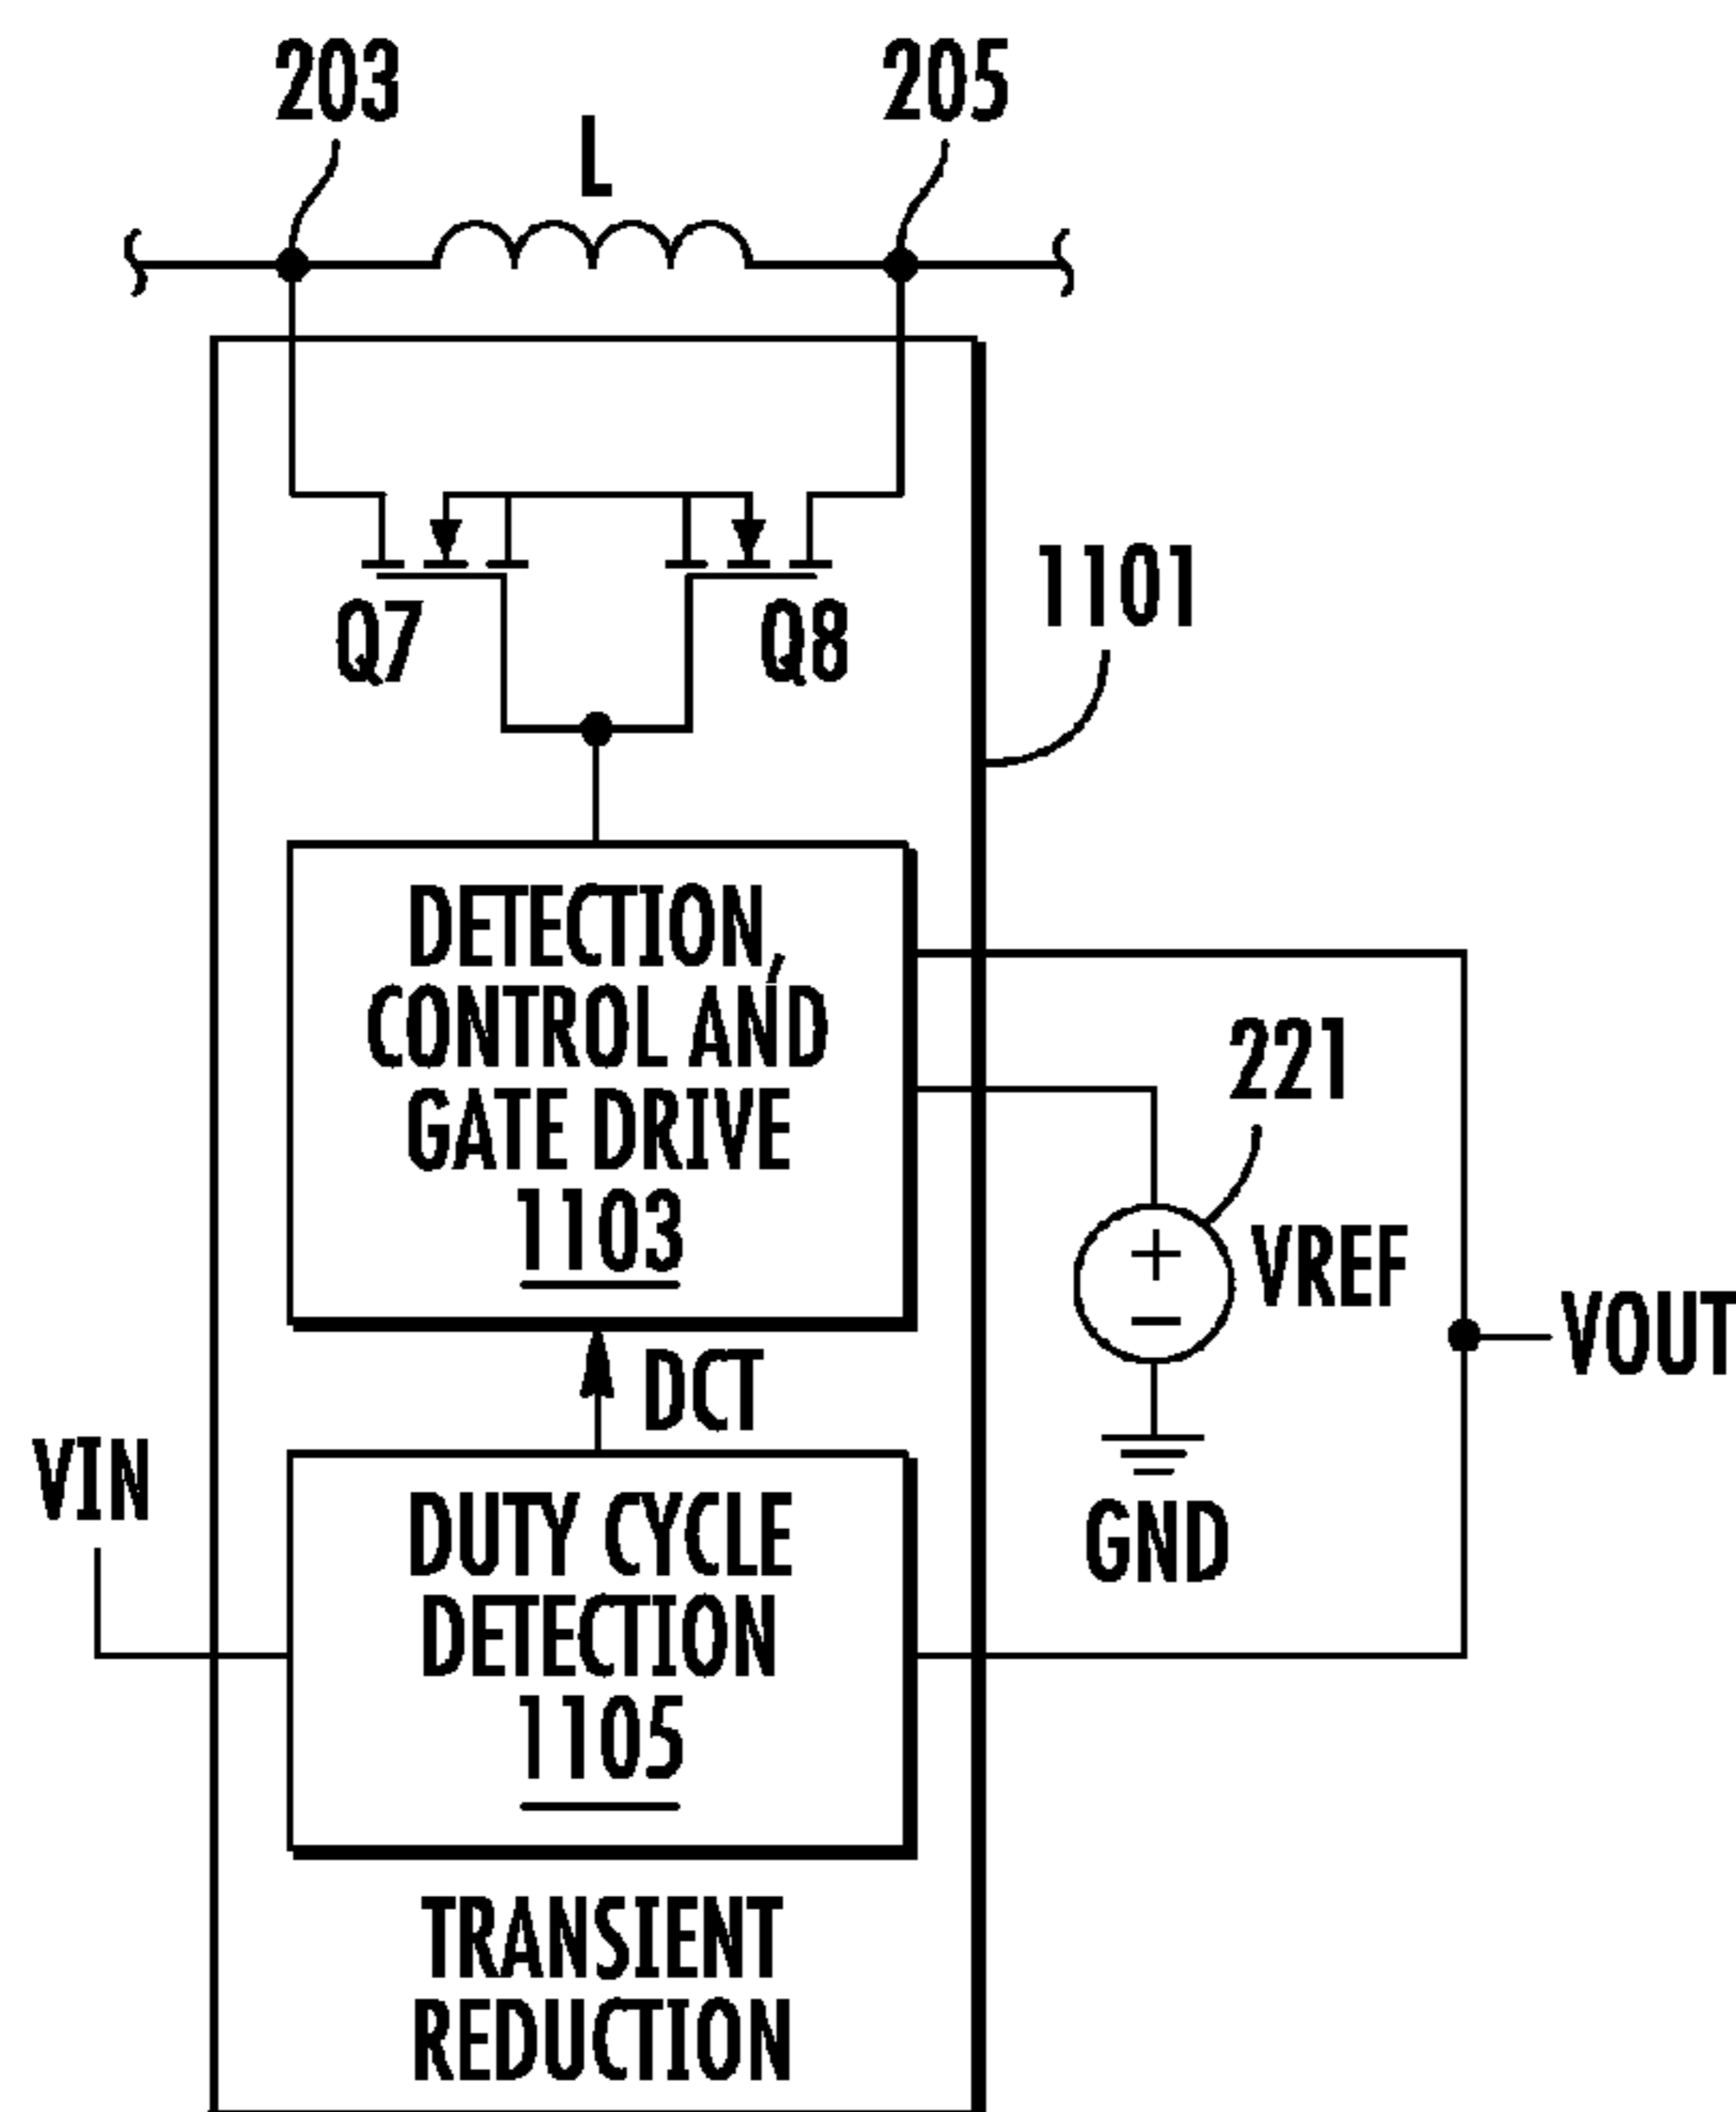 203
205
L
Q7
Q8
1101
DETECTION,
CONTROL AND
GATE DRIVE
1103
221
+
VREF
−
VOUT
DCT
VIN
GND
DUTY CYCLE
DETECTION
1105
TRANSIENT
REDUCTION